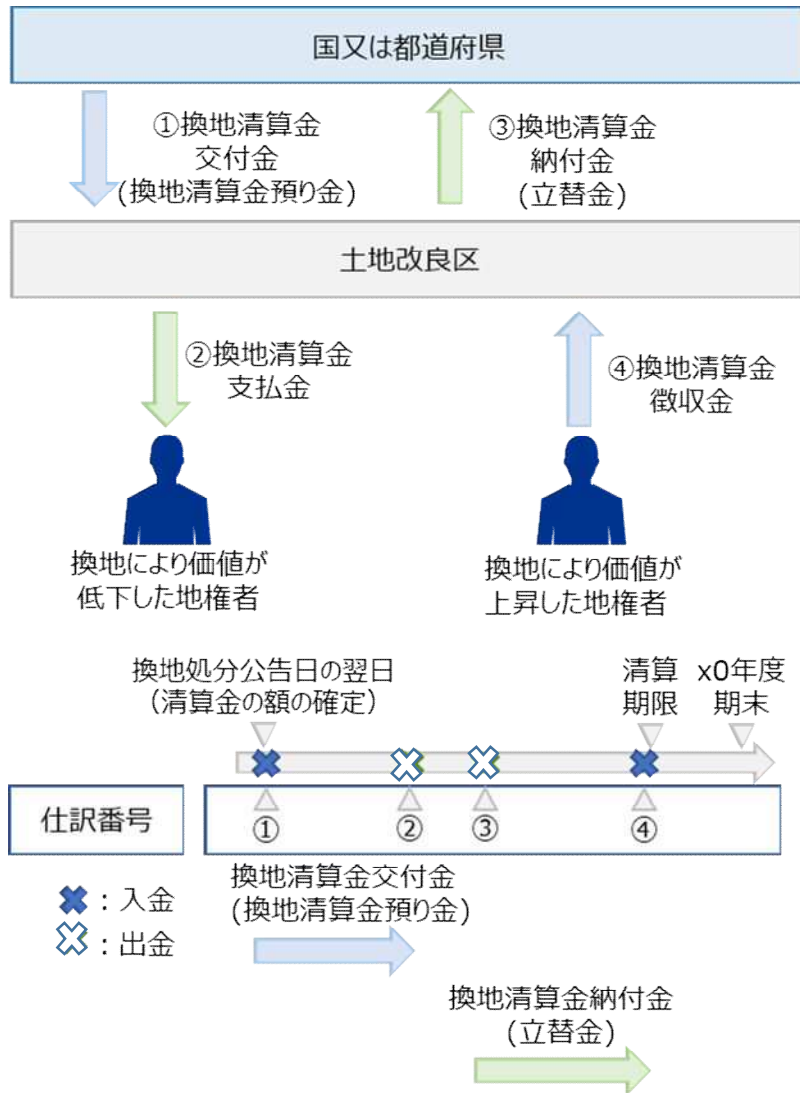 国又は都道府県
①換地清算金
交付金
(換地清算金預り金)
③換地清算金
納付金
(立替金)
土地改良区
②換地清算金
支払金
④換地清算金
徴収金
換地により価値が
低下した地権者
換地により価値が
上昇した地権者
換地処分公告日の翌日
（清算金の額の確定）
清算
期限
x0年度
期末
仕訳番号
①
②
③
④
：入金
：出金
換地清算金交付金
(換地清算金預り金)
換地清算金納付金
(立替金)